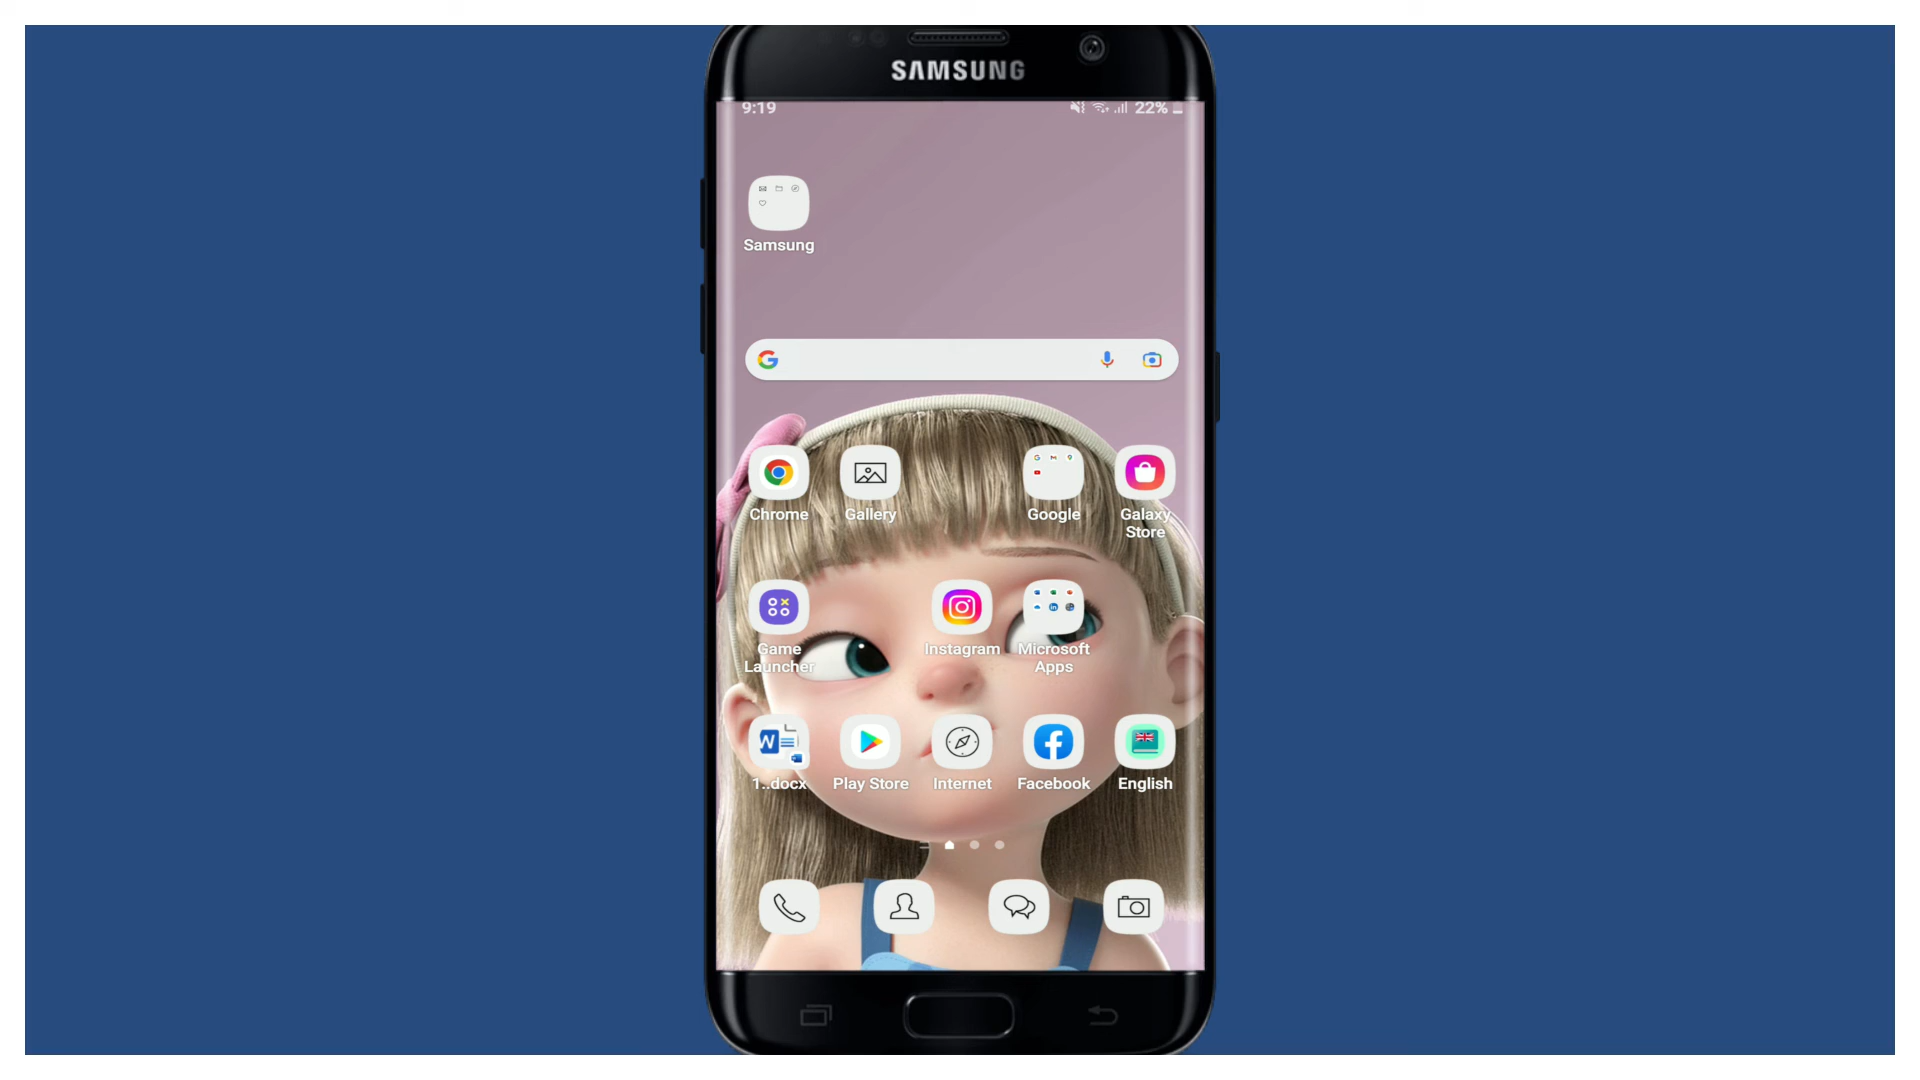 SAMSUNG
9:19 22%
Samsung
Chrome Gallery Google Galaxy
Store
Game Instagram Microsoft
Launcher Apps
1..docx Play Store Internet Facebook English